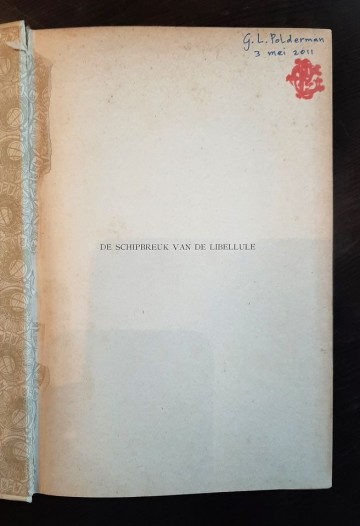 G. L. Polderman
3 mei 2011
DE SCHIPBREUK VAN DE LIBELLULE